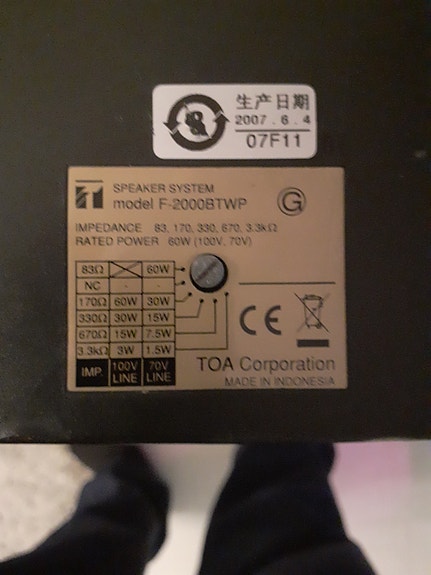 生产日期
2007.6.4
07F11
SPEAKER SYSTEM
model F-2000BTWP
G
IMPEDANCE 83, 170, 330, 670, 3.3kΩ
RATED POWER 60W (100V, 70V)
83Ω 60W
NC - -
170Ω 60W 30W
330Ω 30W 15W
670Ω 15W 7.5W
3.3kΩ 3W 1.5W
IMP. 100V LINE 70V LINE
CE
TOA Corporation
MADE IN INDONESIA